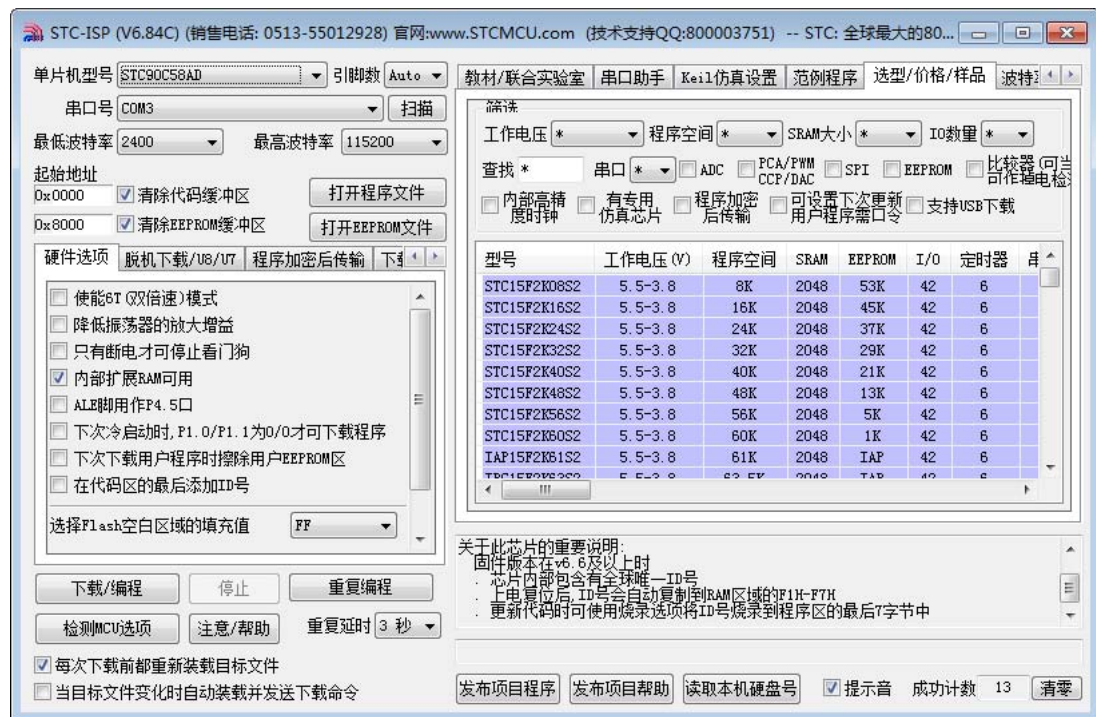 STC-ISP (V6.84C) (销售电话: 0513-55012928) 官网:www.STCMCU.com (技术支持QQ:800003751) -- STC: 全球最大的80...
单片机型号 STC90C58AD 引脚数 Auto
串口号 COM3 扫描
最低波特率 2400 最高波特率 115200
起始地址
0x0000 清除代码缓冲区 打开程序文件
0x8000 清除EEPROM缓冲区 打开EEPROM文件
硬件选项 脱机下载/U8/U7 程序加密后传输
使能6T(双倍速)模式
降低振荡器的放大增益
只有断电才可停止看门狗
内部扩展RAM可用
ALE脚用作P4.5口
下次冷启动时,P1.0/P1.1为0/0才可下载程序
下次下载用户程序时擦除用户EEPROM区
在代码区的最后添加ID号
选择Flash空白区域的填充值 FF
下载/编程 停止 重复编程
检测MCU选项 注意/帮助 重复延时 3 秒
每次下载前都重新装载目标文件
当目标文件变化时自动装载并发送下载命令
教材/联合实验室 串口助手 Keil仿真设置 范例程序 选型/价格/样品 波特
筛选
工作电压 * 程序空间 * SRAM大小 * IO数量 *
查找 * 串口 * ADC PCA/PWM CCP/DAC SPI EEPROM 比较器(可当可作掉电检
内部高精度时钟 有专用仿真芯片 程序加密后传输 可设置下次更新用户程序需口令 支持USB下载
型号 工作电压(V) 程序空间 SRAM EEPROM I/O 定时器 串
STC15F2K08S2 5.5-3.8 8K 2048 53K 42 6
STC15F2K16S2 5.5-3.8 16K 2048 45K 42 6
STC15F2K24S2 5.5-3.8 24K 2048 37K 42 6
STC15F2K32S2 5.5-3.8 32K 2048 29K 42 6
STC15F2K40S2 5.5-3.8 40K 2048 21K 42 6
STC15F2K48S2 5.5-3.8 48K 2048 13K 42 6
STC15F2K56S2 5.5-3.8 56K 2048 5K 42 6
STC15F2K60S2 5.5-3.8 60K 2048 1K 42 6
IAP15F2K61S2 5.5-3.8 61K 2048 IAP 42 6
关于此芯片的重要说明:
固件版本在v6.6及以上时
. 芯片内部包含有全球唯一ID号
. 上电复位后,ID号会自动复制到RAM区域的F1H-F7H
. 更新代码时可使用烧录选项将ID号烧录到程序区的最后7字节中
发布项目程序 发布项目帮助 读取本机硬盘号 提示音 成功计数 13 清零